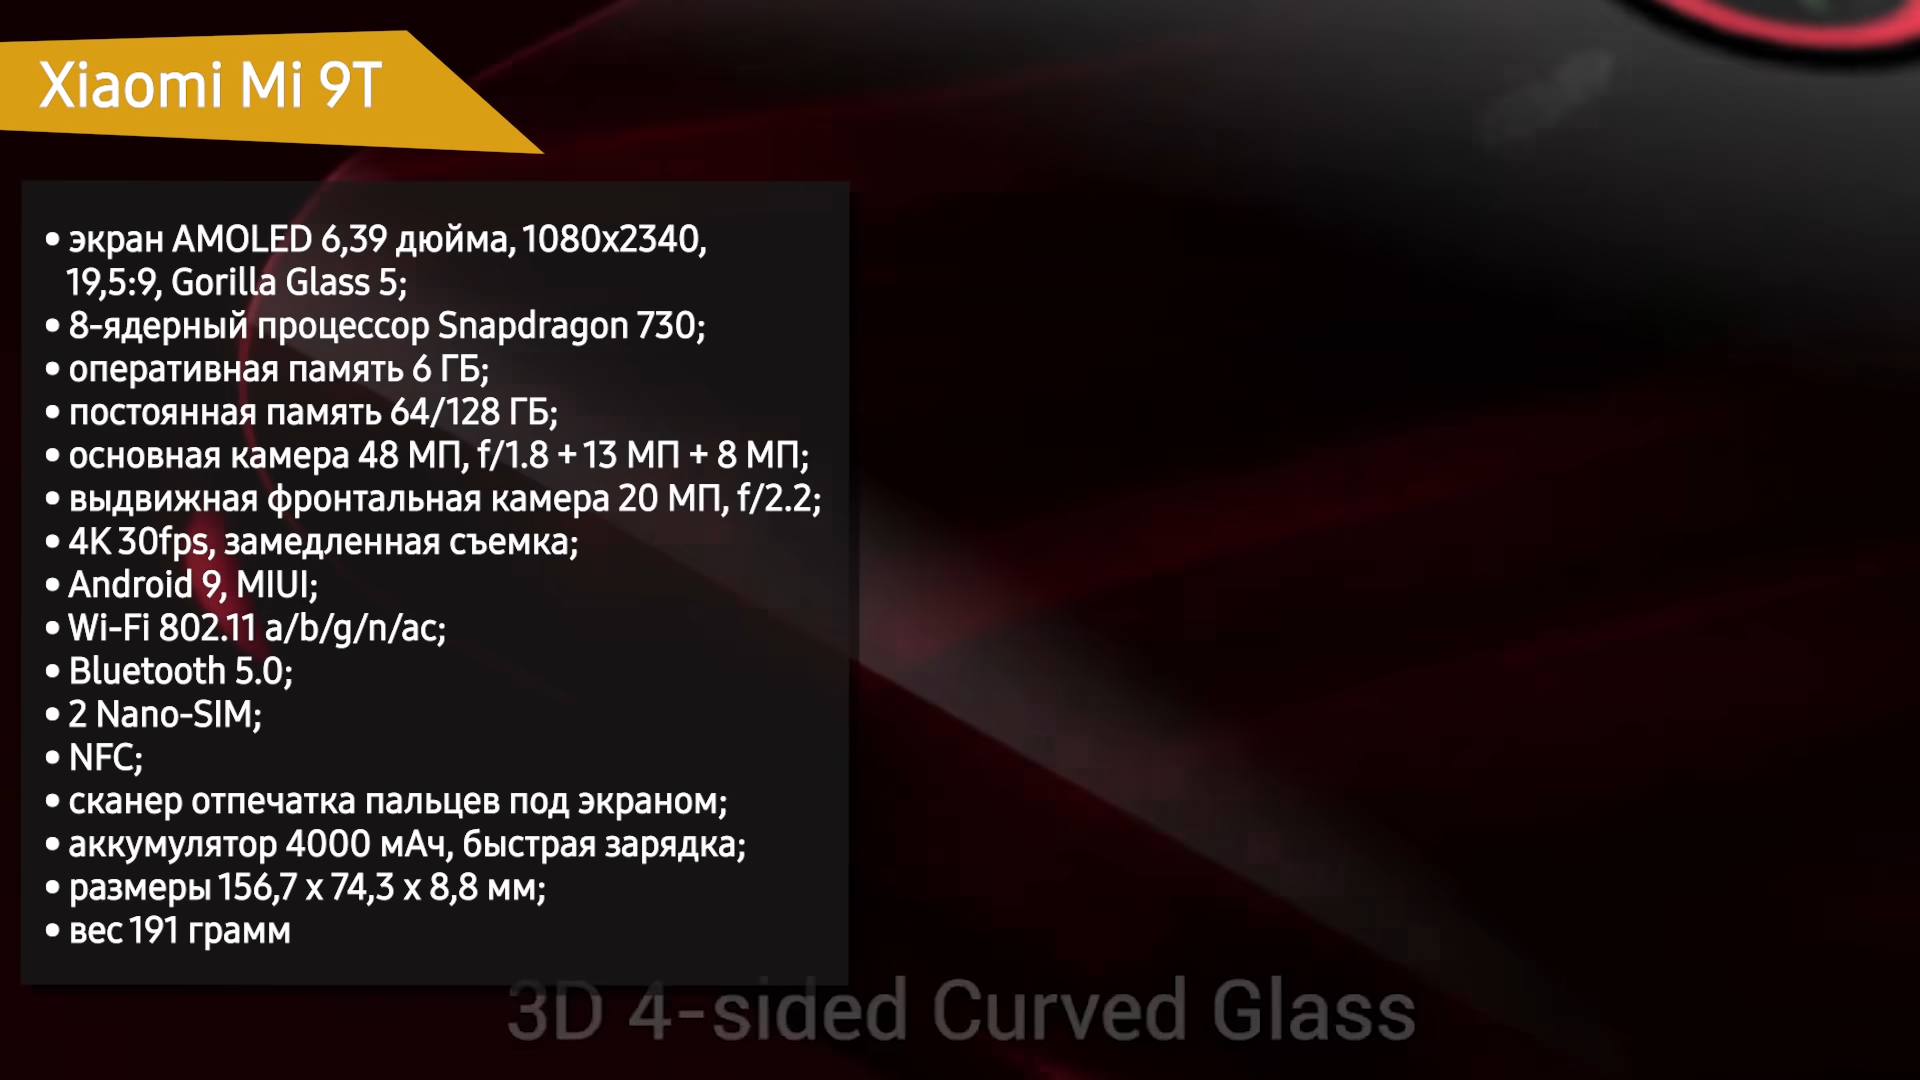 Xiaomi Mi 9T
• экран AMOLED 6,39 дюйма, 1080x2340,
19,5:9, Gorilla Glass 5;
• 8-ядерный процессор Snapdragon 730;
• оперативная память 6 ГБ;
• постоянная память 64/128 ГБ;
• основная камера 48 МП, f/1.8 + 13 МП + 8 МП;
• выдвижная фронтальная камера 20 МП, f/2.2;
• 4K 30fps, замедленная съемка;
• Android 9, MIUI;
• Wi-Fi 802.11 a/b/g/n/ac;
• Bluetooth 5.0;
• 2 Nano-SIM;
• NFC;
• сканер отпечатка пальцев под экраном;
• аккумулятор 4000 мАч, быстрая зарядка;
• размеры 156,7 x 74,3 x 8,8 мм;
• вес 191 грамм
3D 4-sided Curved Glass